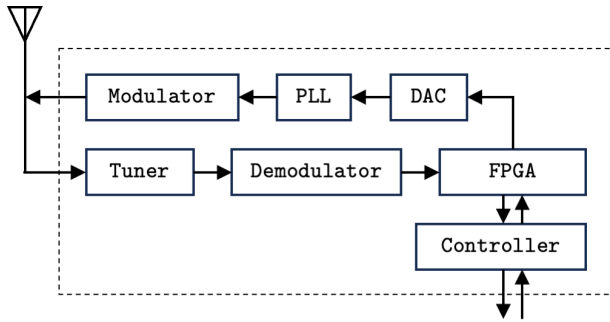 Modulator
PLL
DAC
Tuner
Demodulator
FPGA
Controller